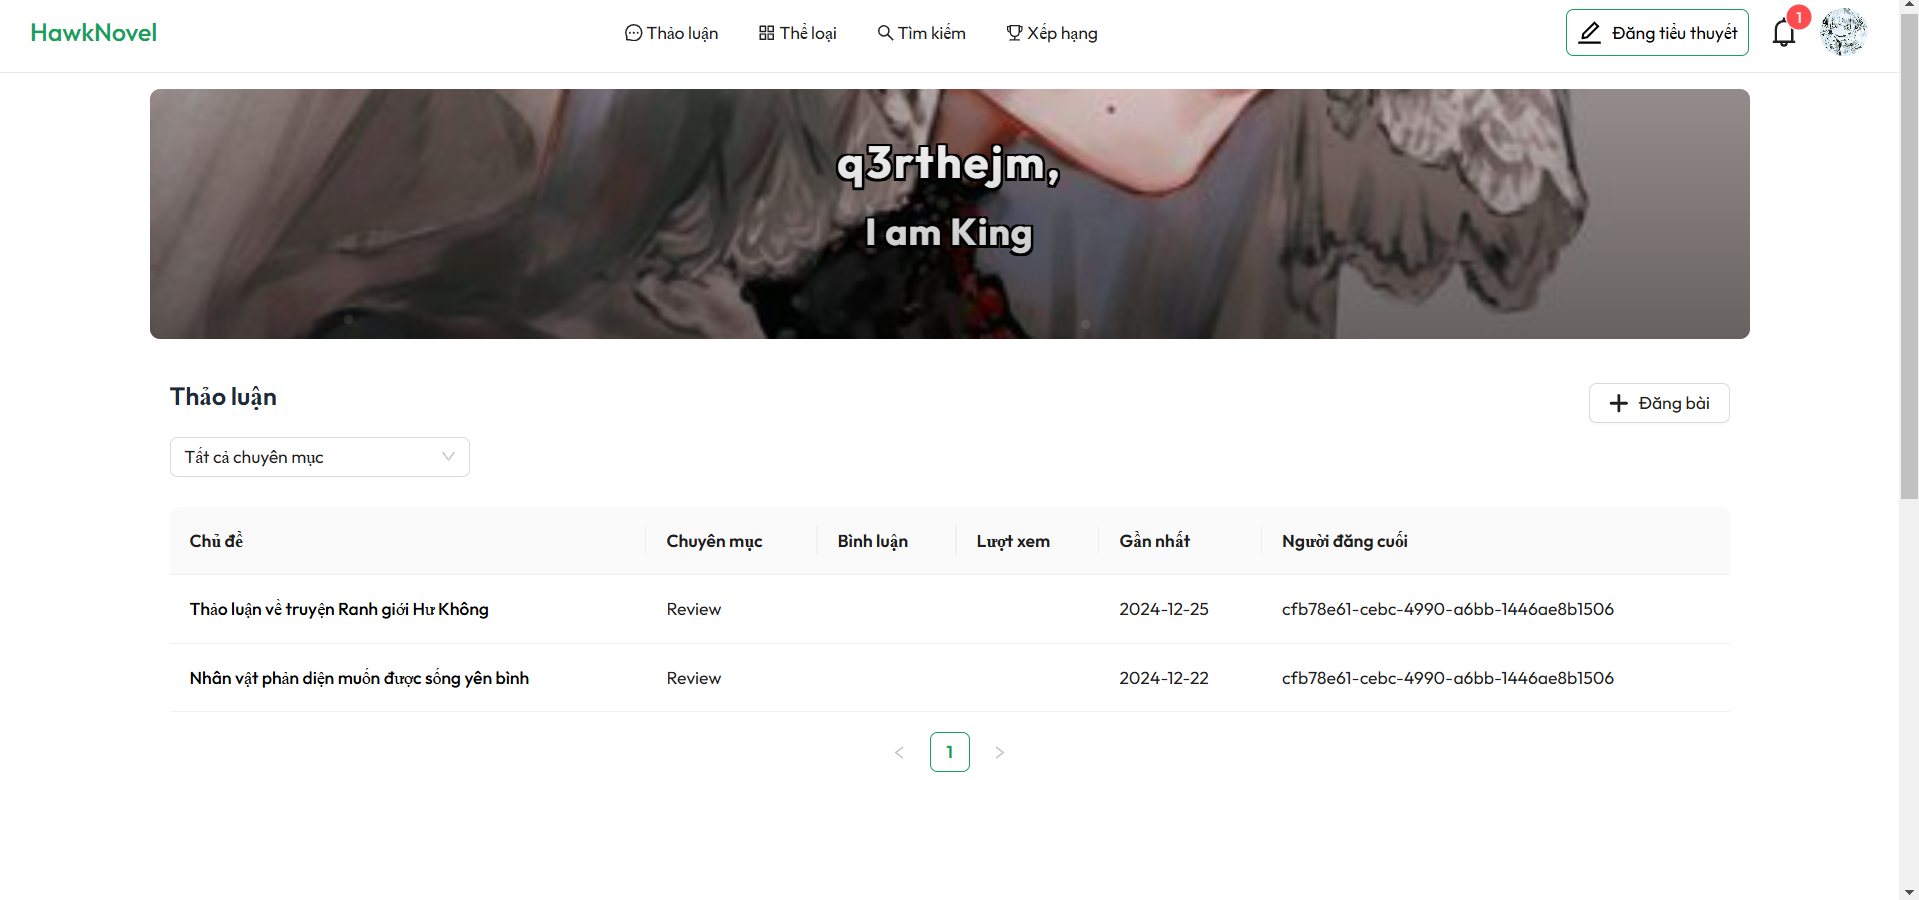 HawkNovel
Thảo luận
Thể loại
Tìm kiếm
Xếp hạng
Đăng tiểu thuyết
1
q3rthejm,
I am King
Thảo luận
Đăng bài
Tất cả chuyên mục
Chủ đề Chuyên mục Bình luận Lượt xem Gần nhất Người đăng cuối
Thảo luận về truyện Ranh giới Hư Không Review 2024-12-25 cfb78e61-cebc-4990-a6bb-1446ae8b1506
Nhân vật phản diện muốn được sống yên bình Review 2024-12-22 cfb78e61-cebc-4990-a6bb-1446ae8b1506
< 1 >